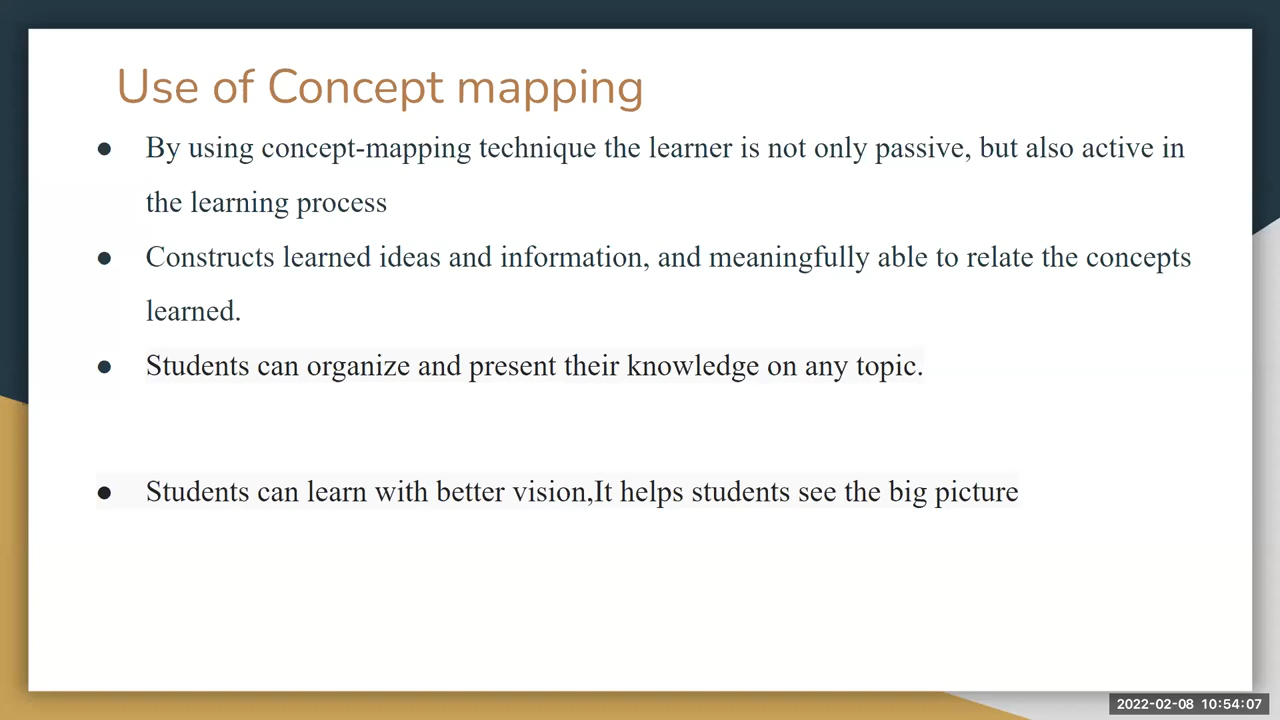 Use of Concept mapping
● By using concept-mapping technique the learner is not only passive, but also active in
the learning process
● Constructs learned ideas and information, and meaningfully able to relate the concepts
learned.
● Students can organize and present their knowledge on any topic.
● Students can learn with better vision,It helps students see the big picture
2022-02-08 10:54:07